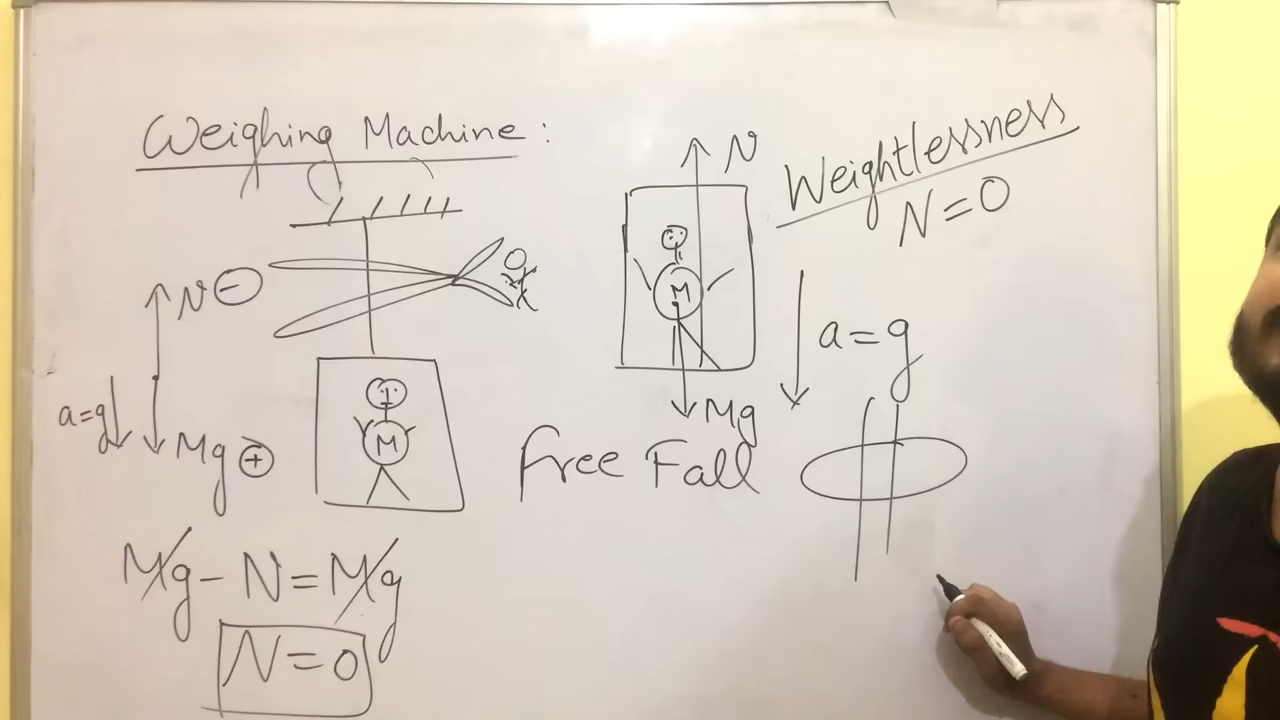 Weighing Machine:
N
Weightlessness
N=0
N ⊖
M
a=g
a=g
Mg ⊕
M
Mg
Free Fall
Mg - N = Mg
N=0